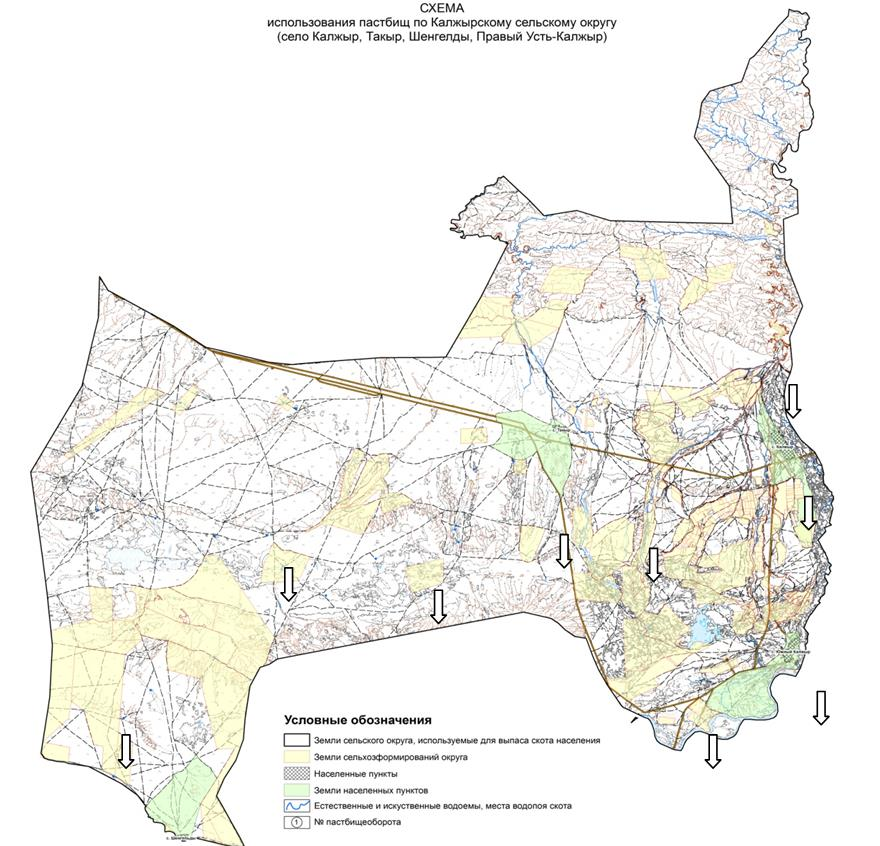 СХЕМА
использования пастбищ по Калжырскому сельскому округу
(село Калжыр, Такыр, Шенгелды, Правый Усть-Калжыр)
с. Шенгельды
Условные обозначения
Земли сельского округа, используемые для выпаса скота населения
Земли сельхозформирований округа
Населенные пункты
Земли населенных пунктов
Естественные и искуственные водоемы, места водопоя скота
1 № пастбищеоборота